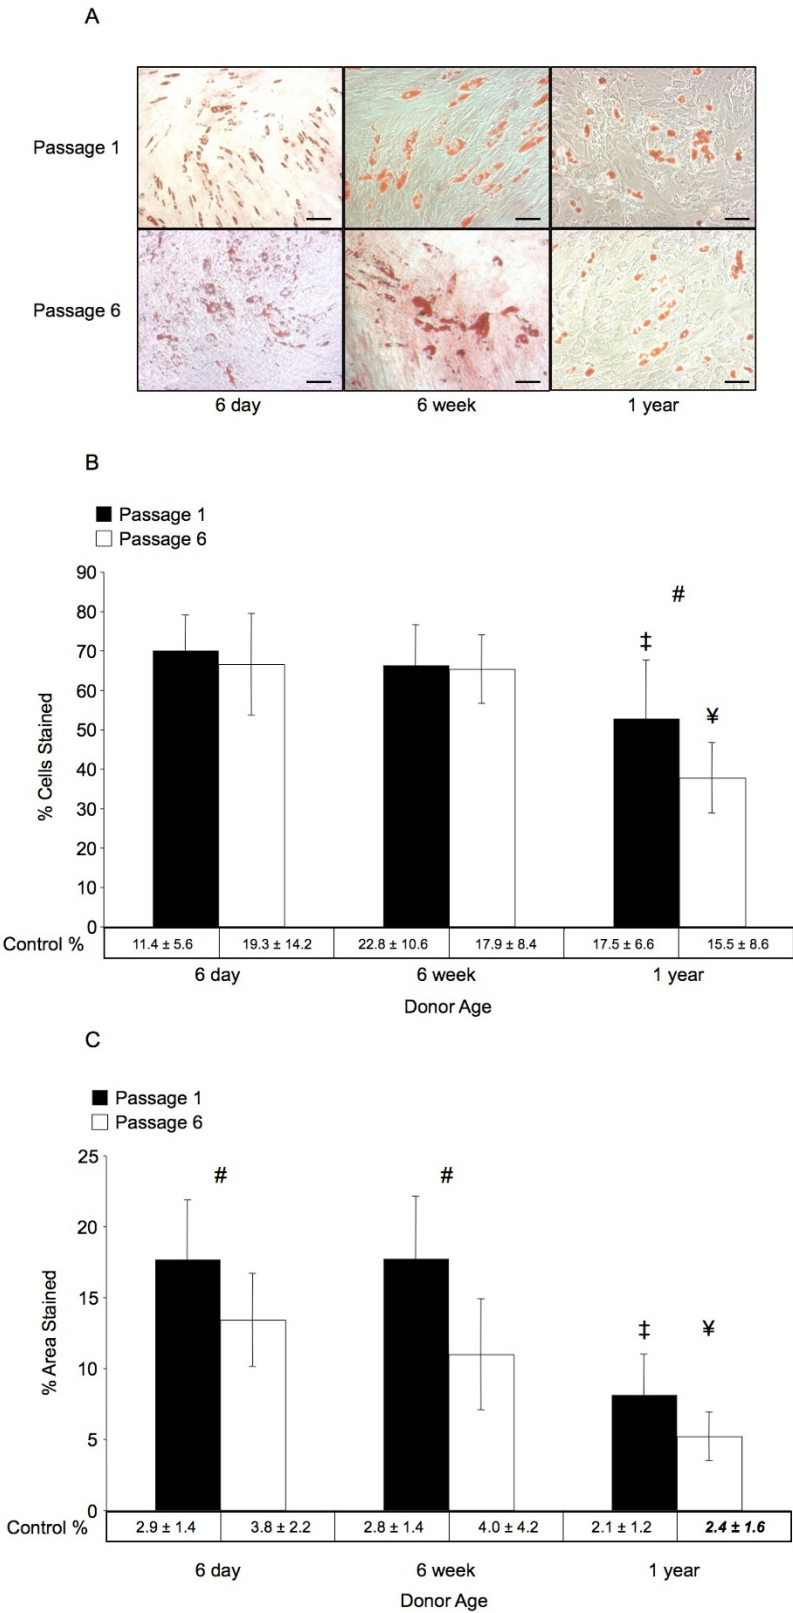 A
Passage 1
Passage 6
6 day 6 week 1 year
B
Passage 1
Passage 6
90
80
70
60
50
40
30
20
10
0
% Cells Stained
#
‡
¥
Control % 11.4 ± 5.6 19.3 ± 14.2 22.8 ± 10.6 17.9 ± 8.4 17.5 ± 6.6 15.5 ± 8.6
6 day 6 week 1 year
Donor Age
C
Passage 1
Passage 6
25
20
15
10
5
0
% Area Stained
# #
‡ ¥
Control % 2.9 ± 1.4 3.8 ± 2.2 2.8 ± 1.4 4.0 ± 4.2 2.1 ± 1.2 2.4 ± 1.6
6 day 6 week 1 year
Donor Age